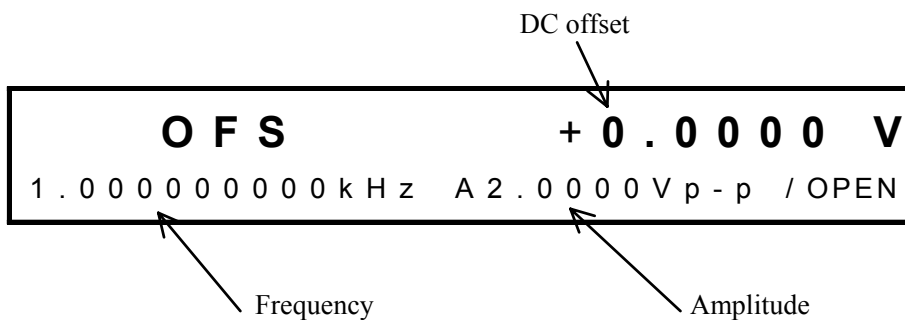 DC offset
OFS +0.0000 V
1.000000000kHz A2.0000Vp-p /OPEN
Frequency Amplitude